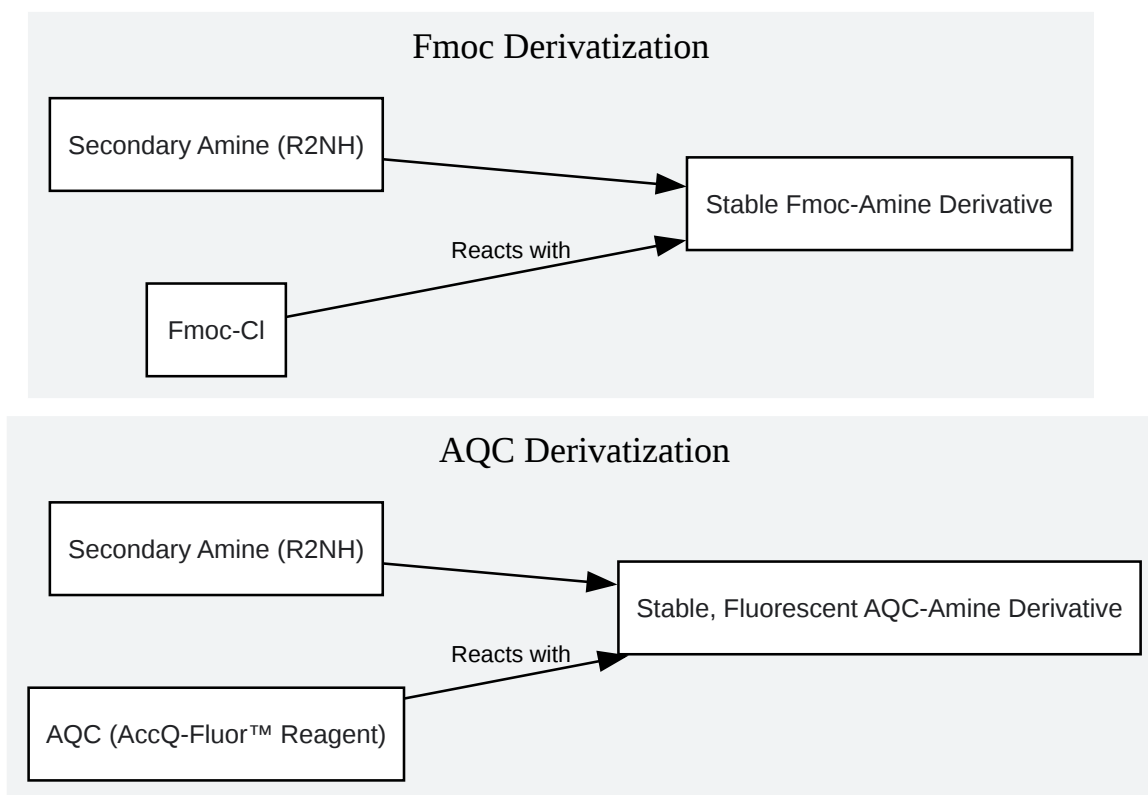 Fmoc Derivatization
Secondary Amine (R2NH)
Stable Fmoc-Amine Derivative
Reacts with
Fmoc-Cl
AQC Derivatization
Secondary Amine (R2NH)
Stable, Fluorescent AQC-Amine Derivative
Reacts with
AQC (AccQ-Fluor™ Reagent)